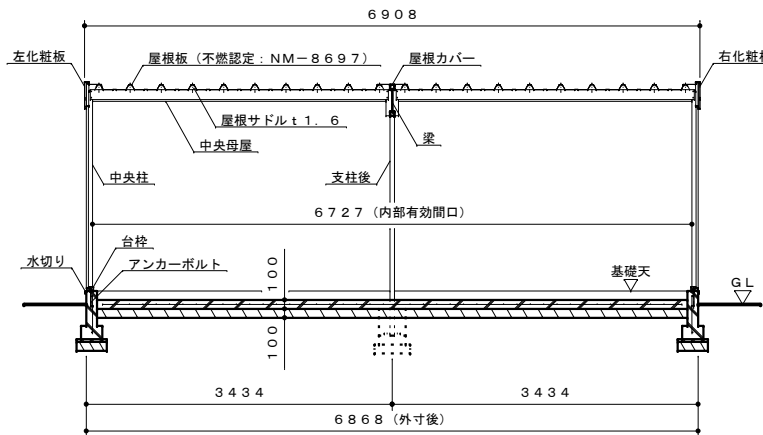 6908
左化粧板
屋根板（不燃認定：NM－8697）
屋根カバー
右化粧板
屋根サドルt1．6
梁
中央母屋
中央柱
支柱後
6727（内部有効間口）
台枠
水切り
アンカーボルト
100
基礎天
GL
100
3434
3434
6868（外寸後）